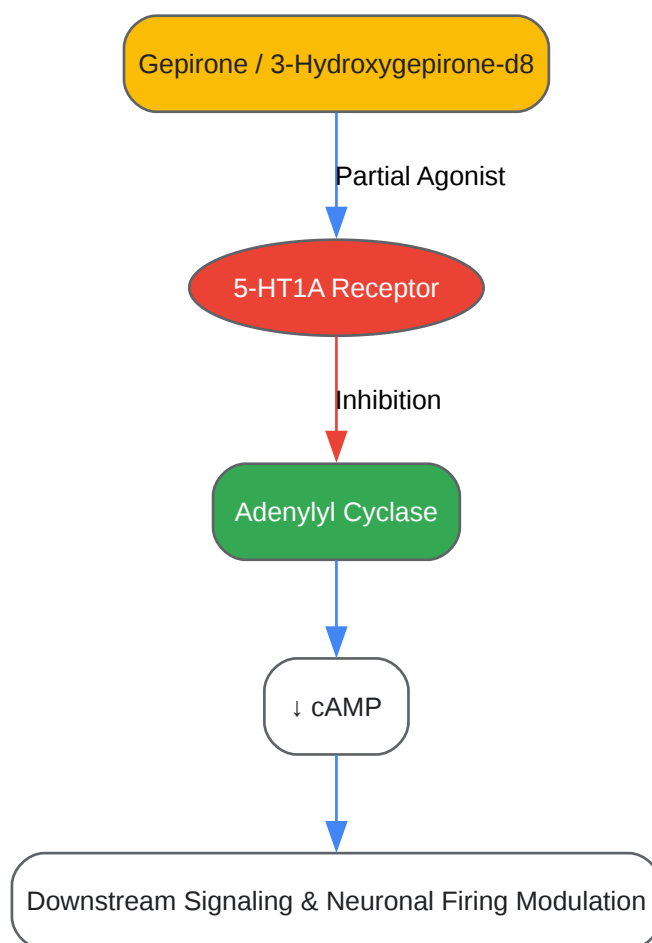 Gepirone / 3-Hydroxygepirone-d8
Partial Agonist
5-HT1A Receptor
Inhibition
Adenylyl Cyclase
↓ cAMP
Downstream Signaling & Neuronal Firing Modulation